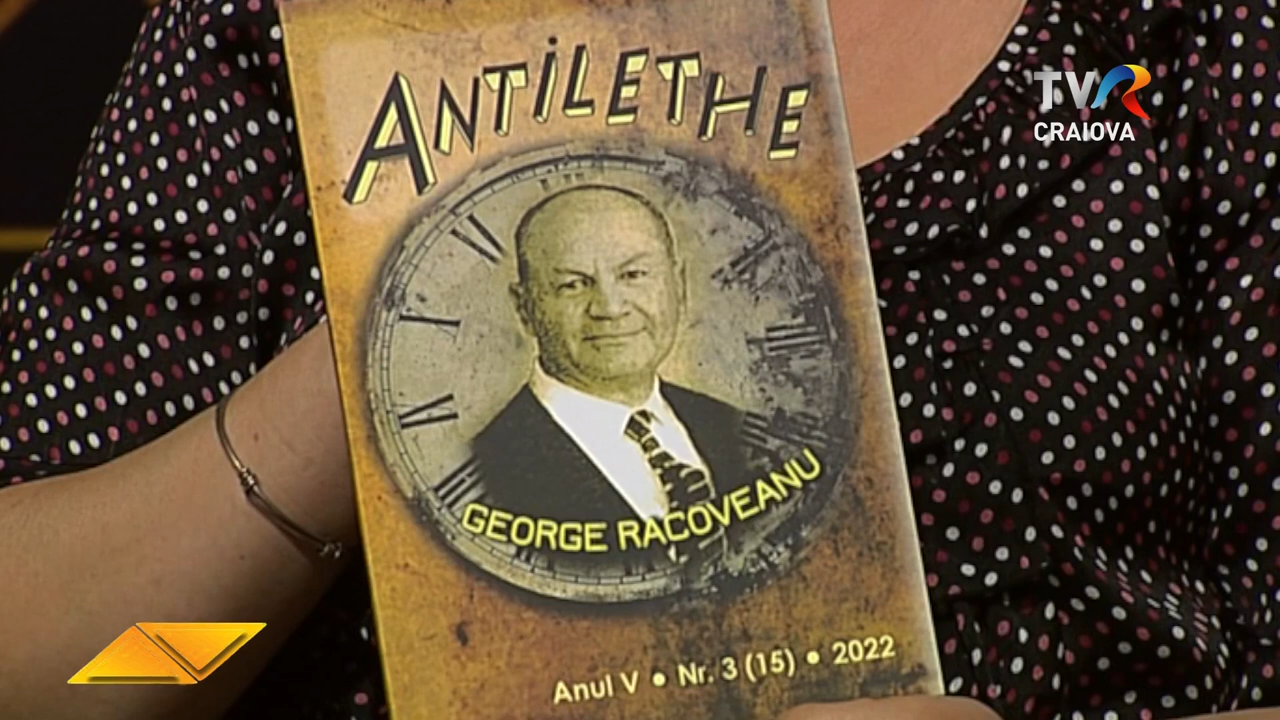 TVR
CRAIOVA
ANTILETHE
GEORGE RACOVEANU
Anul V • Nr. 3 (15) • 2022